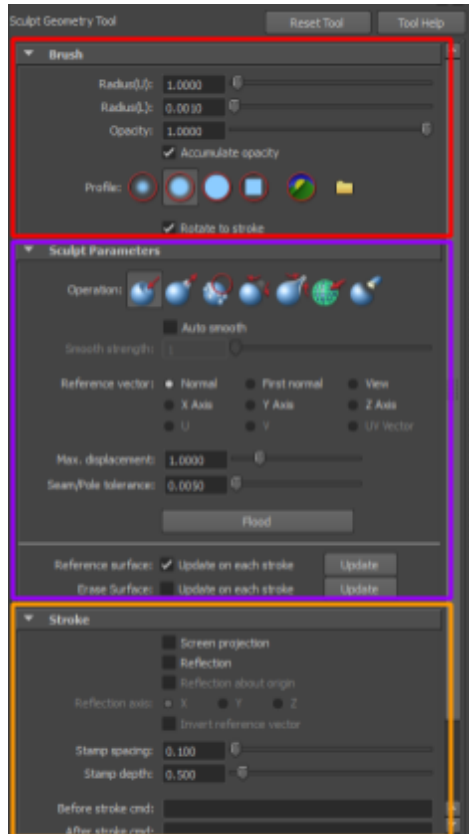 Sculpt Geometry Tool Reset Tool Tool Help
Brush
Radius(U): 1.0000
Radius(L): 0.0010
Opacity: 1.0000
Accumulate opacity
Profile:
Rotate to stroke
Sculpt Parameters
Operation:
Auto smooth
Smooth strength: 1
Reference vector: Normal First normal View
X Axis Y Axis Z Axis
U V UV Vector
Max. displacement: 1.0000
Seam/Pole tolerance: 0.0050
Flood
Reference surface: Update on each stroke Update
Erase Surface: Update on each stroke Update
Stroke
Screen projection
Reflection
Reflection about origin
Reflection axis: X Y Z
Invert reference vector
Stamp spacing: 0.100
Stamp depth: 0.500
Before stroke cmd:
After stroke cmd: